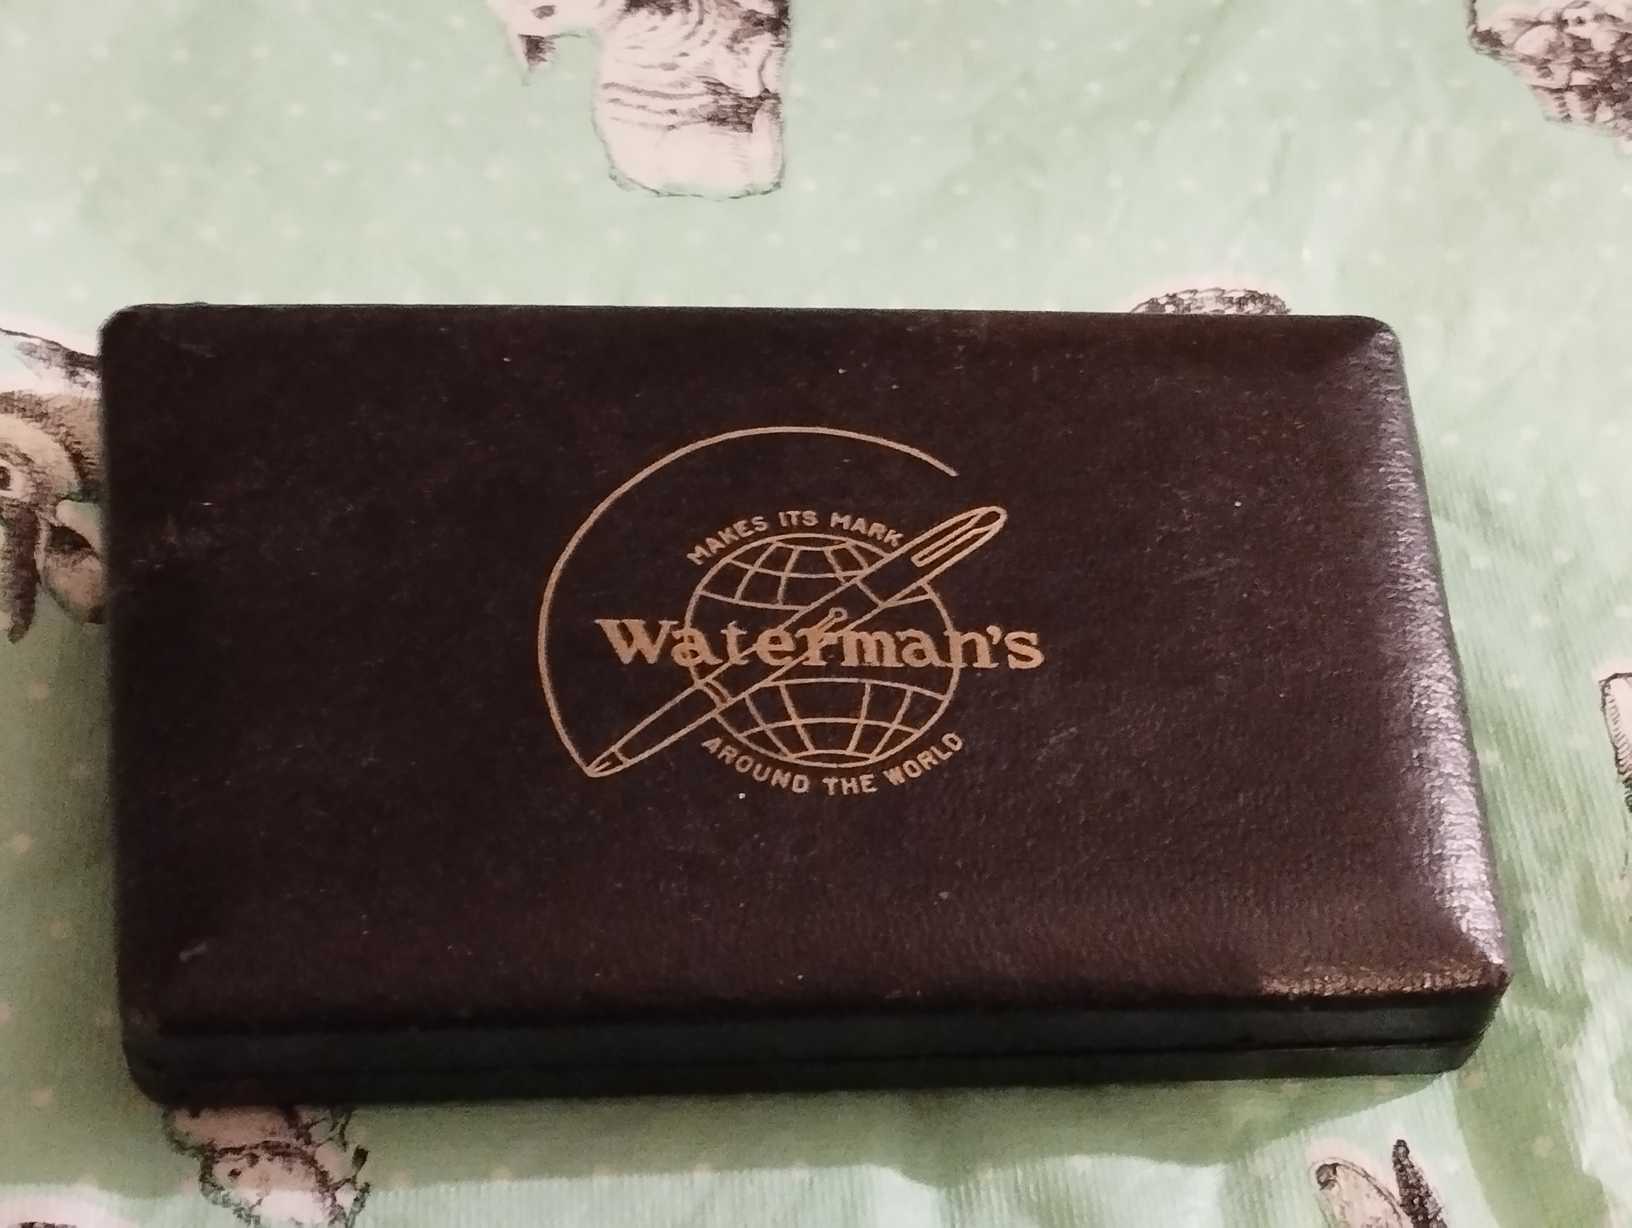 MAKES ITS MARK
Waterman's
AROUND THE WORLD